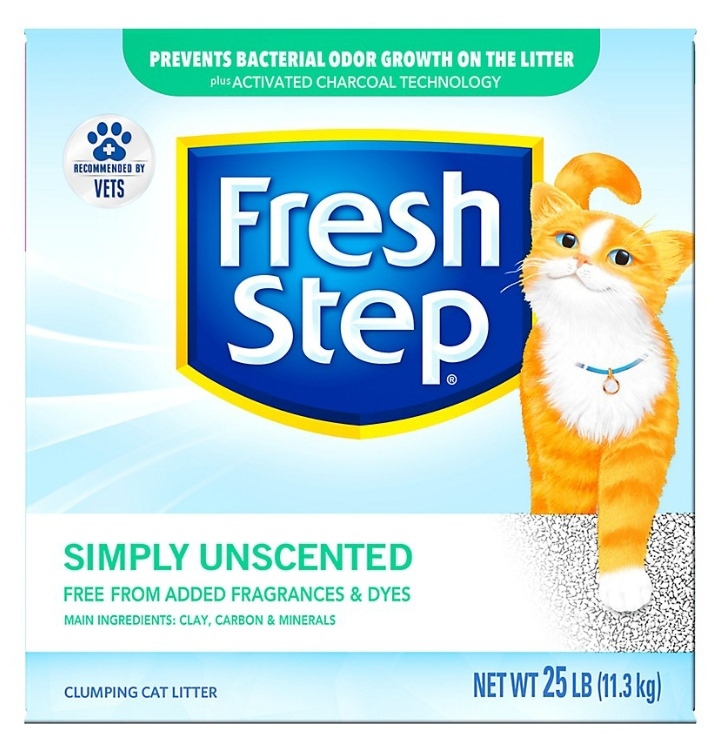 PREVENTS BACTERIAL ODOR GROWTH ON THE LITTER
plus ACTIVATED CHARCOAL TECHNOLOGY
RECOMMENDED BY
VETS
Fresh
Step®
SIMPLY UNSCENTED
FREE FROM ADDED FRAGRANCES & DYES
MAIN INGREDIENTS: CLAY, CARBON & MINERALS
CLUMPING CAT LITTER
NET WT 25 LB (11.3 kg)